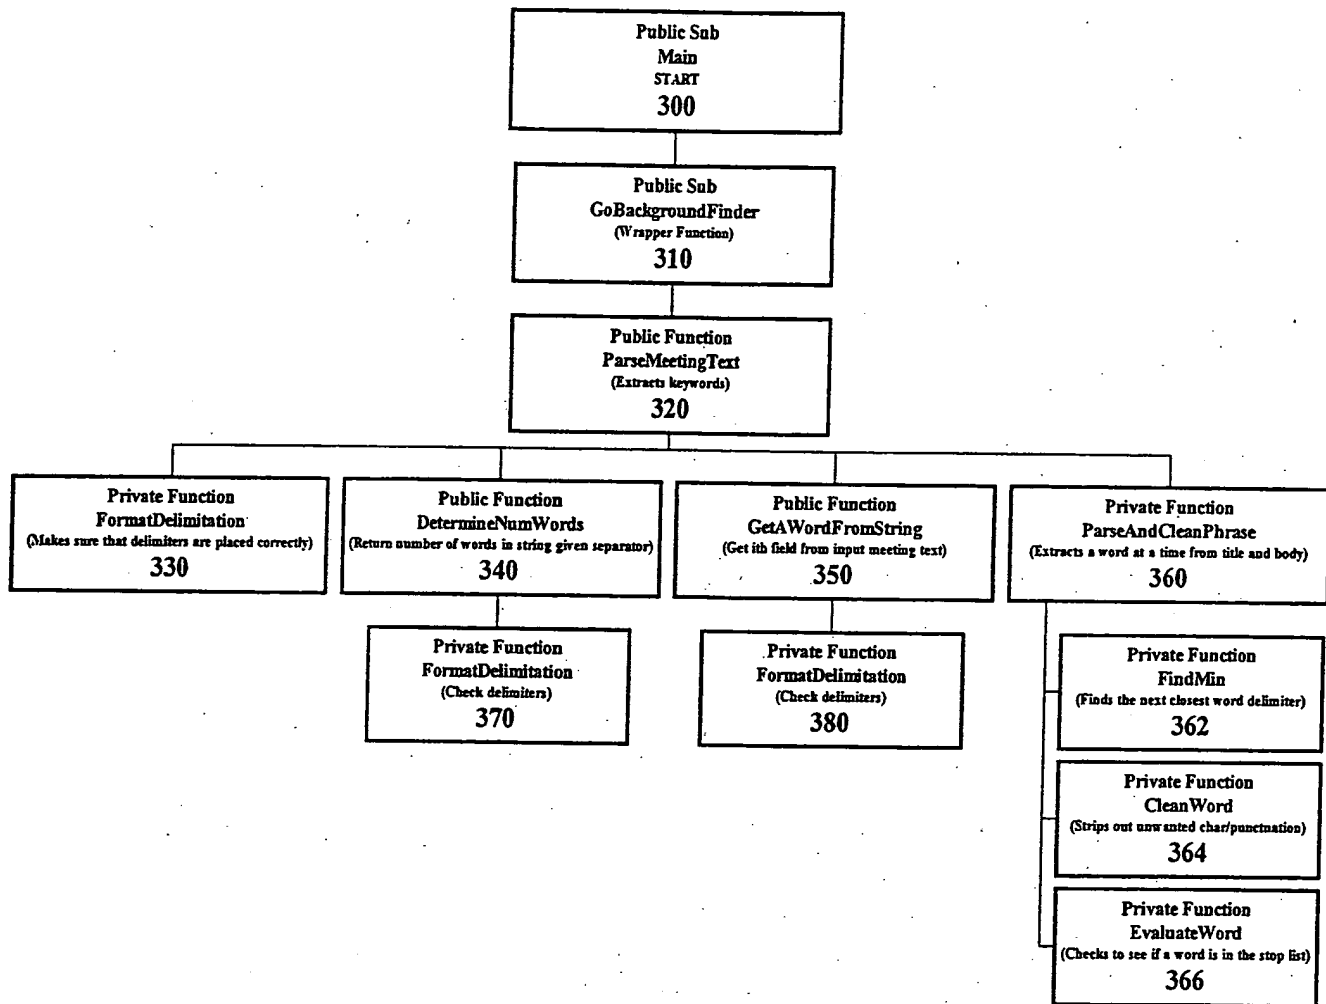 Public Sub
Main
START
300
Public Sub
GoBackgroundFinder
(Wrapper Function)
310
Public Function
ParseMeetingText
(Extracts keywords)
320
Private Function
FormatDelimitation
(Makes sure that delimiters are placed correctly)
330
Public Function
DetermineNumWords
(Return number of words in string given separator)
340
Public Function
GetAWordFromString
(Get ith field from input meeting text)
350
Private Function
ParseAndCleanPhrase
(Extracts a word at a time from title and body)
360
Private Function
FormatDelimitation
(Check delimiters)
370
Private Function
FormatDelimitation
(Check delimiters)
380
Private Function
FindMin
(Finds the next closest word delimiter)
362
Private Function
CleanWord
(Strips out unwanted char/punctuation)
364
Private Function
EvaluateWord
(Checks to see if a word is in the stop list)
366